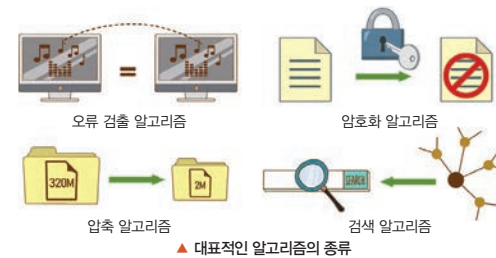 오류 검출 알고리즘
암호화 알고리즘
320M
2M
SEARCH
압축 알고리즘
검색 알고리즘
▲ 대표적인 알고리즘의 종류